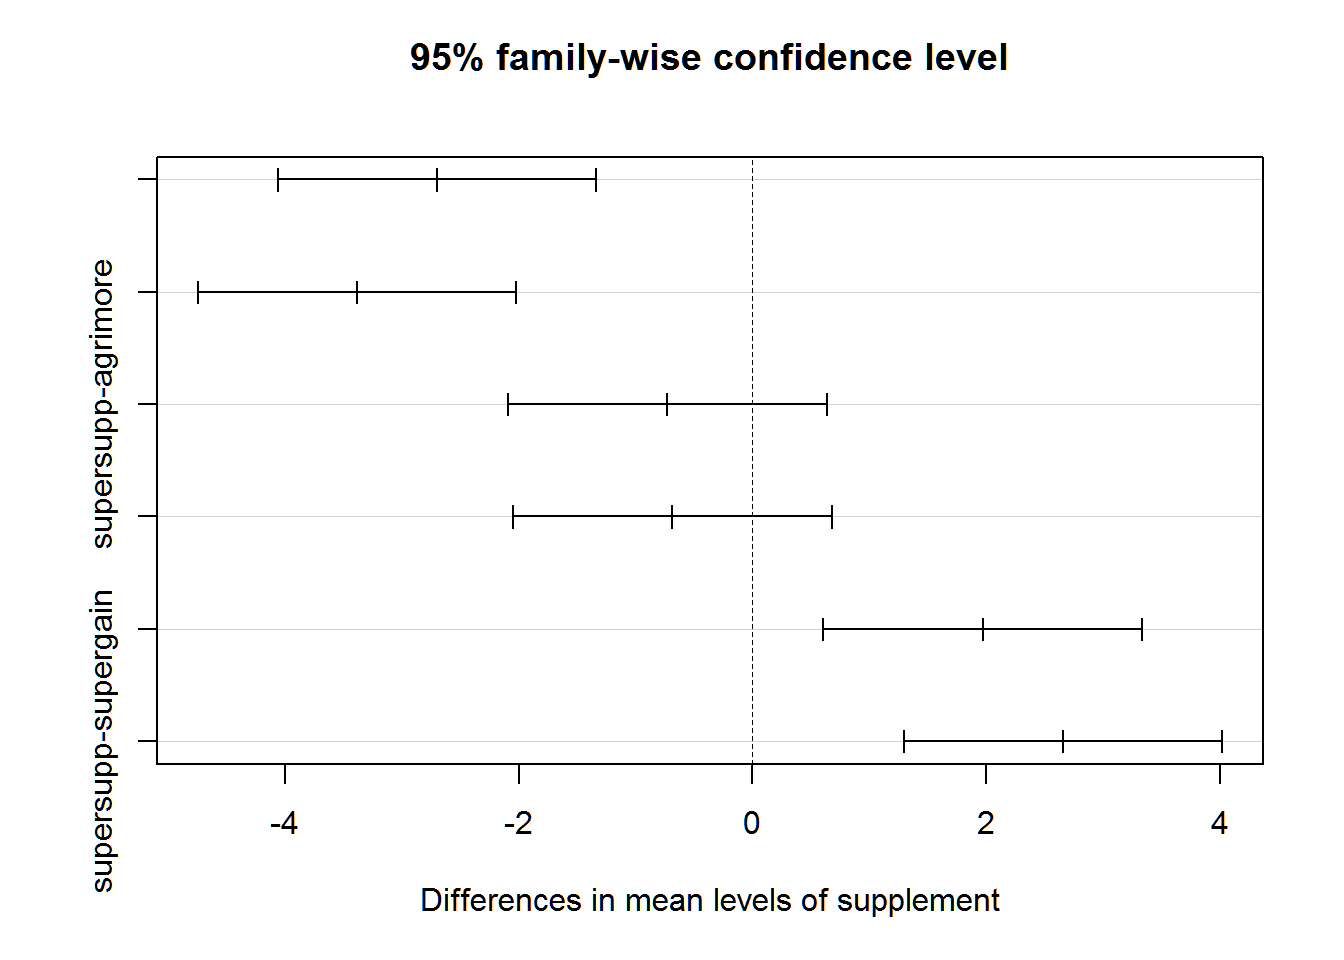 95% family-wise confidence level
supersupp-agrimore
supersupp-supergain
-4 -2 0 2 4
Differences in mean levels of supplement